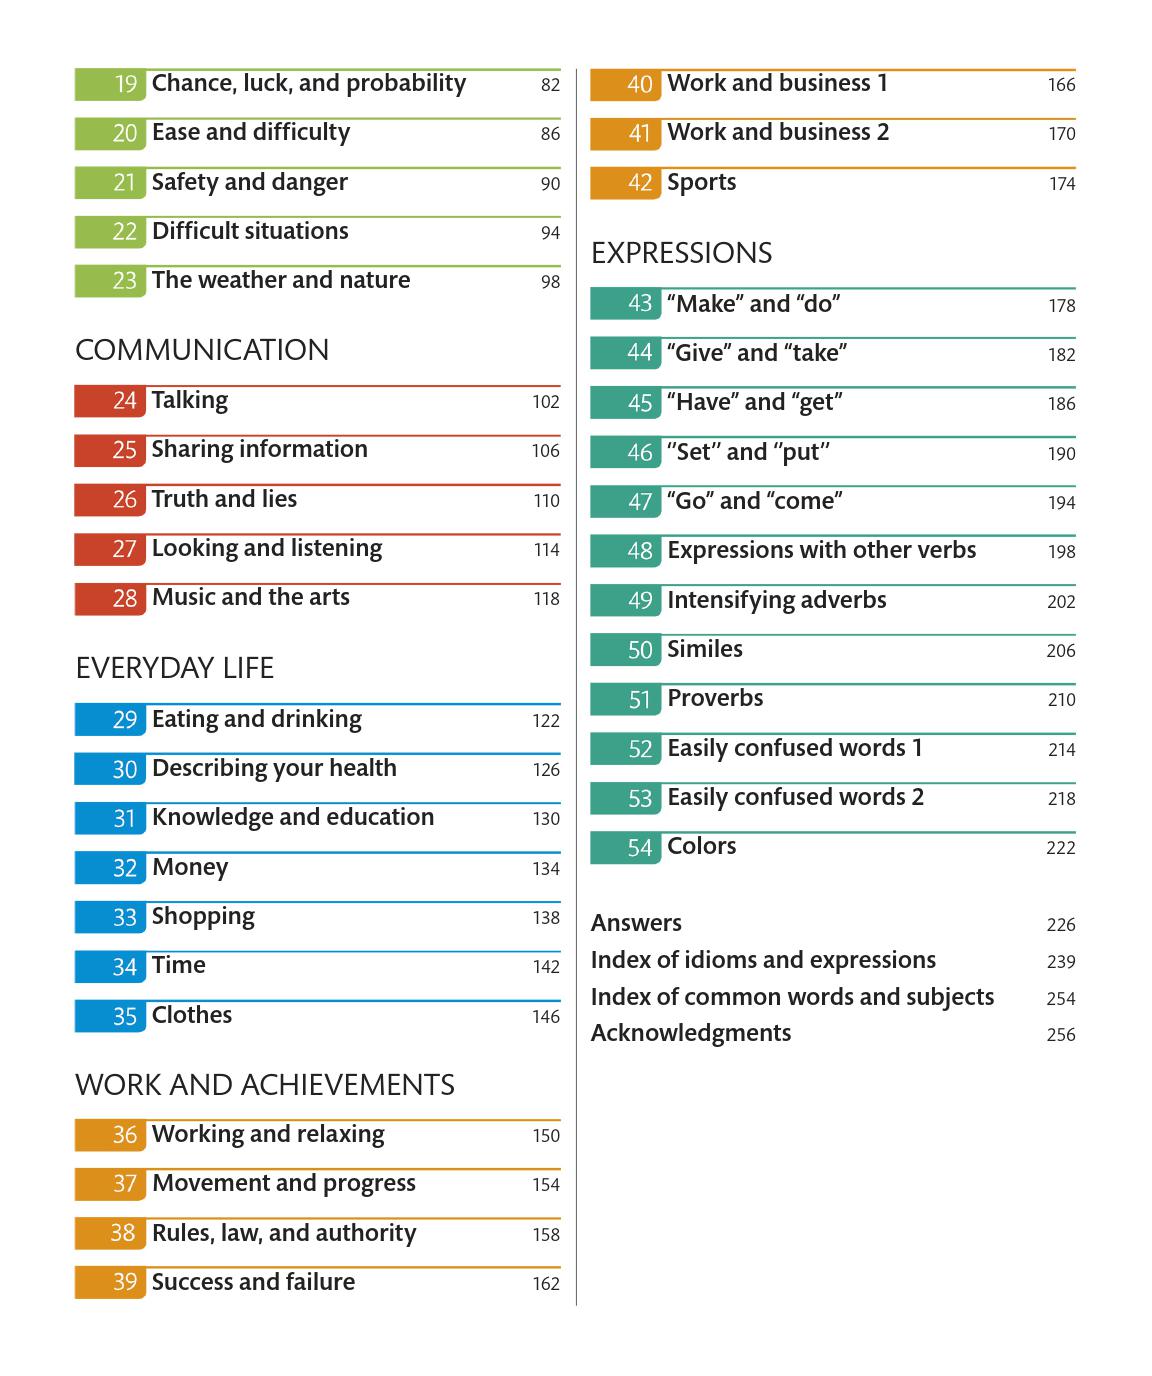 19 Chance, luck, and probability 82
20 Ease and difficulty 86
21 Safety and danger 90
22 Difficult situations 94
23 The weather and nature 98
COMMUNICATION
24 Talking 102
25 Sharing information 106
26 Truth and lies 110
27 Looking and listening 114
28 Music and the arts 118
EVERYDAY LIFE
29 Eating and drinking 122
30 Describing your health 126
31 Knowledge and education 130
32 Money 134
33 Shopping 138
34 Time 142
35 Clothes 146
WORK AND ACHIEVEMENTS
36 Working and relaxing 150
37 Movement and progress 154
38 Rules, law, and authority 158
39 Success and failure 162
40 Work and business 1 166
41 Work and business 2 170
42 Sports 174
EXPRESSIONS
43 “Make” and “do” 178
44 “Give” and “take” 182
45 “Have” and “get” 186
46 “Set” and “put” 190
47 “Go” and “come” 194
48 Expressions with other verbs 198
49 Intensifying adverbs 202
50 Similes 206
51 Proverbs 210
52 Easily confused words 1 214
53 Easily confused words 2 218
54 Colors 222
Answers 226
Index of idioms and expressions 239
Index of common words and subjects 254
Acknowledgments 256